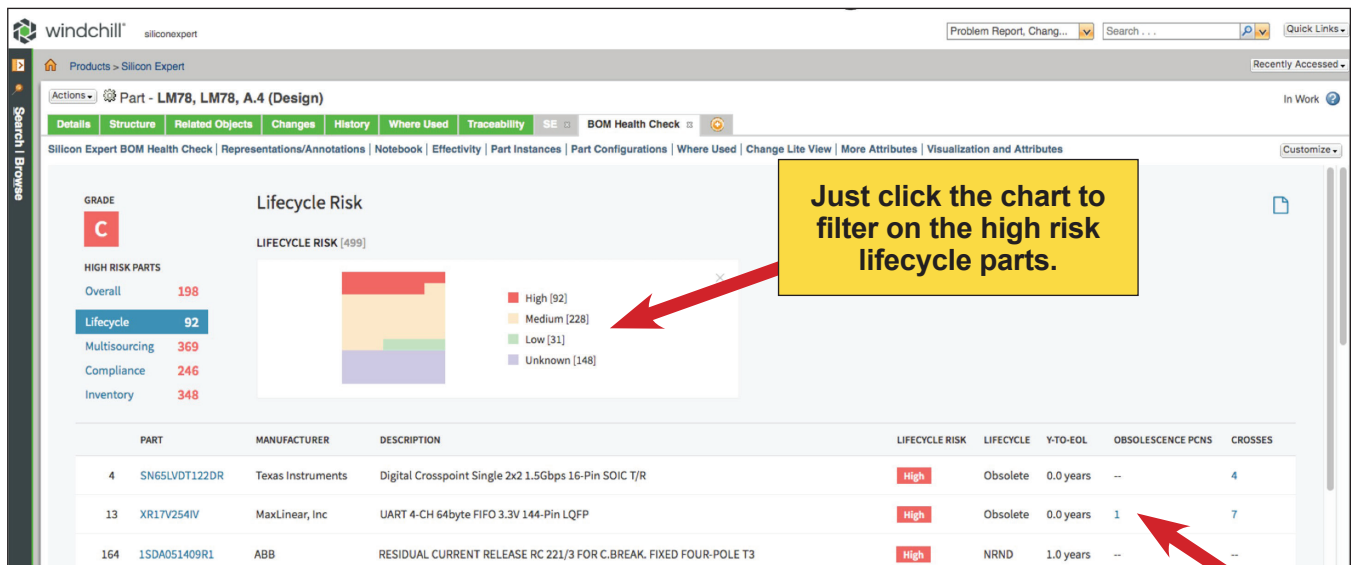 windchill® siliconexpert
Problem Report, Chang... Search . . . Quick Links
Products > Silicon Expert Recently Accessed
Actions Part - LM78, LM78, A.4 (Design) In Work
Details Structure Related Objects Changes History Where Used Traceability SE BOM Health Check
Silicon Expert BOM Health Check | Representations/Annotations | Notebook | Effectivity | Part Instances | Part Configurations | Where Used | Change Lite View | More Attributes | Visualization and Attributes Customize
Search | Browse
GRADE
C
HIGH RISK PARTS
Overall 198
Lifecycle 92
Multisourcing 369
Compliance 246
Inventory 348
Lifecycle Risk
LIFECYCLE RISK [499]
High [92]
Medium [228]
Low [31]
Unknown [148]
Just click the chart to
filter on the high risk
lifecycle parts.
PART MANUFACTURER DESCRIPTION LIFECYCLE RISK LIFECYCLE Y-TO-EOL OBSOLESCENCE PCNS CROSSES
4 SN65LVDT122DR Texas Instruments Digital Crosspoint Single 2x2 1.5Gbps 16-Pin SOIC T/R High Obsolete 0.0 years -- 4
13 XR17V254IV MaxLinear, Inc UART 4-CH 64byte FIFO 3.3V 144-Pin LQFP High Obsolete 0.0 years 1 7
164 1SDA051409R1 ABB RESIDUAL CURRENT RELEASE RC 221/3 FOR C.BREAK. FIXED FOUR-POLE T3 High NRND 1.0 years -- --